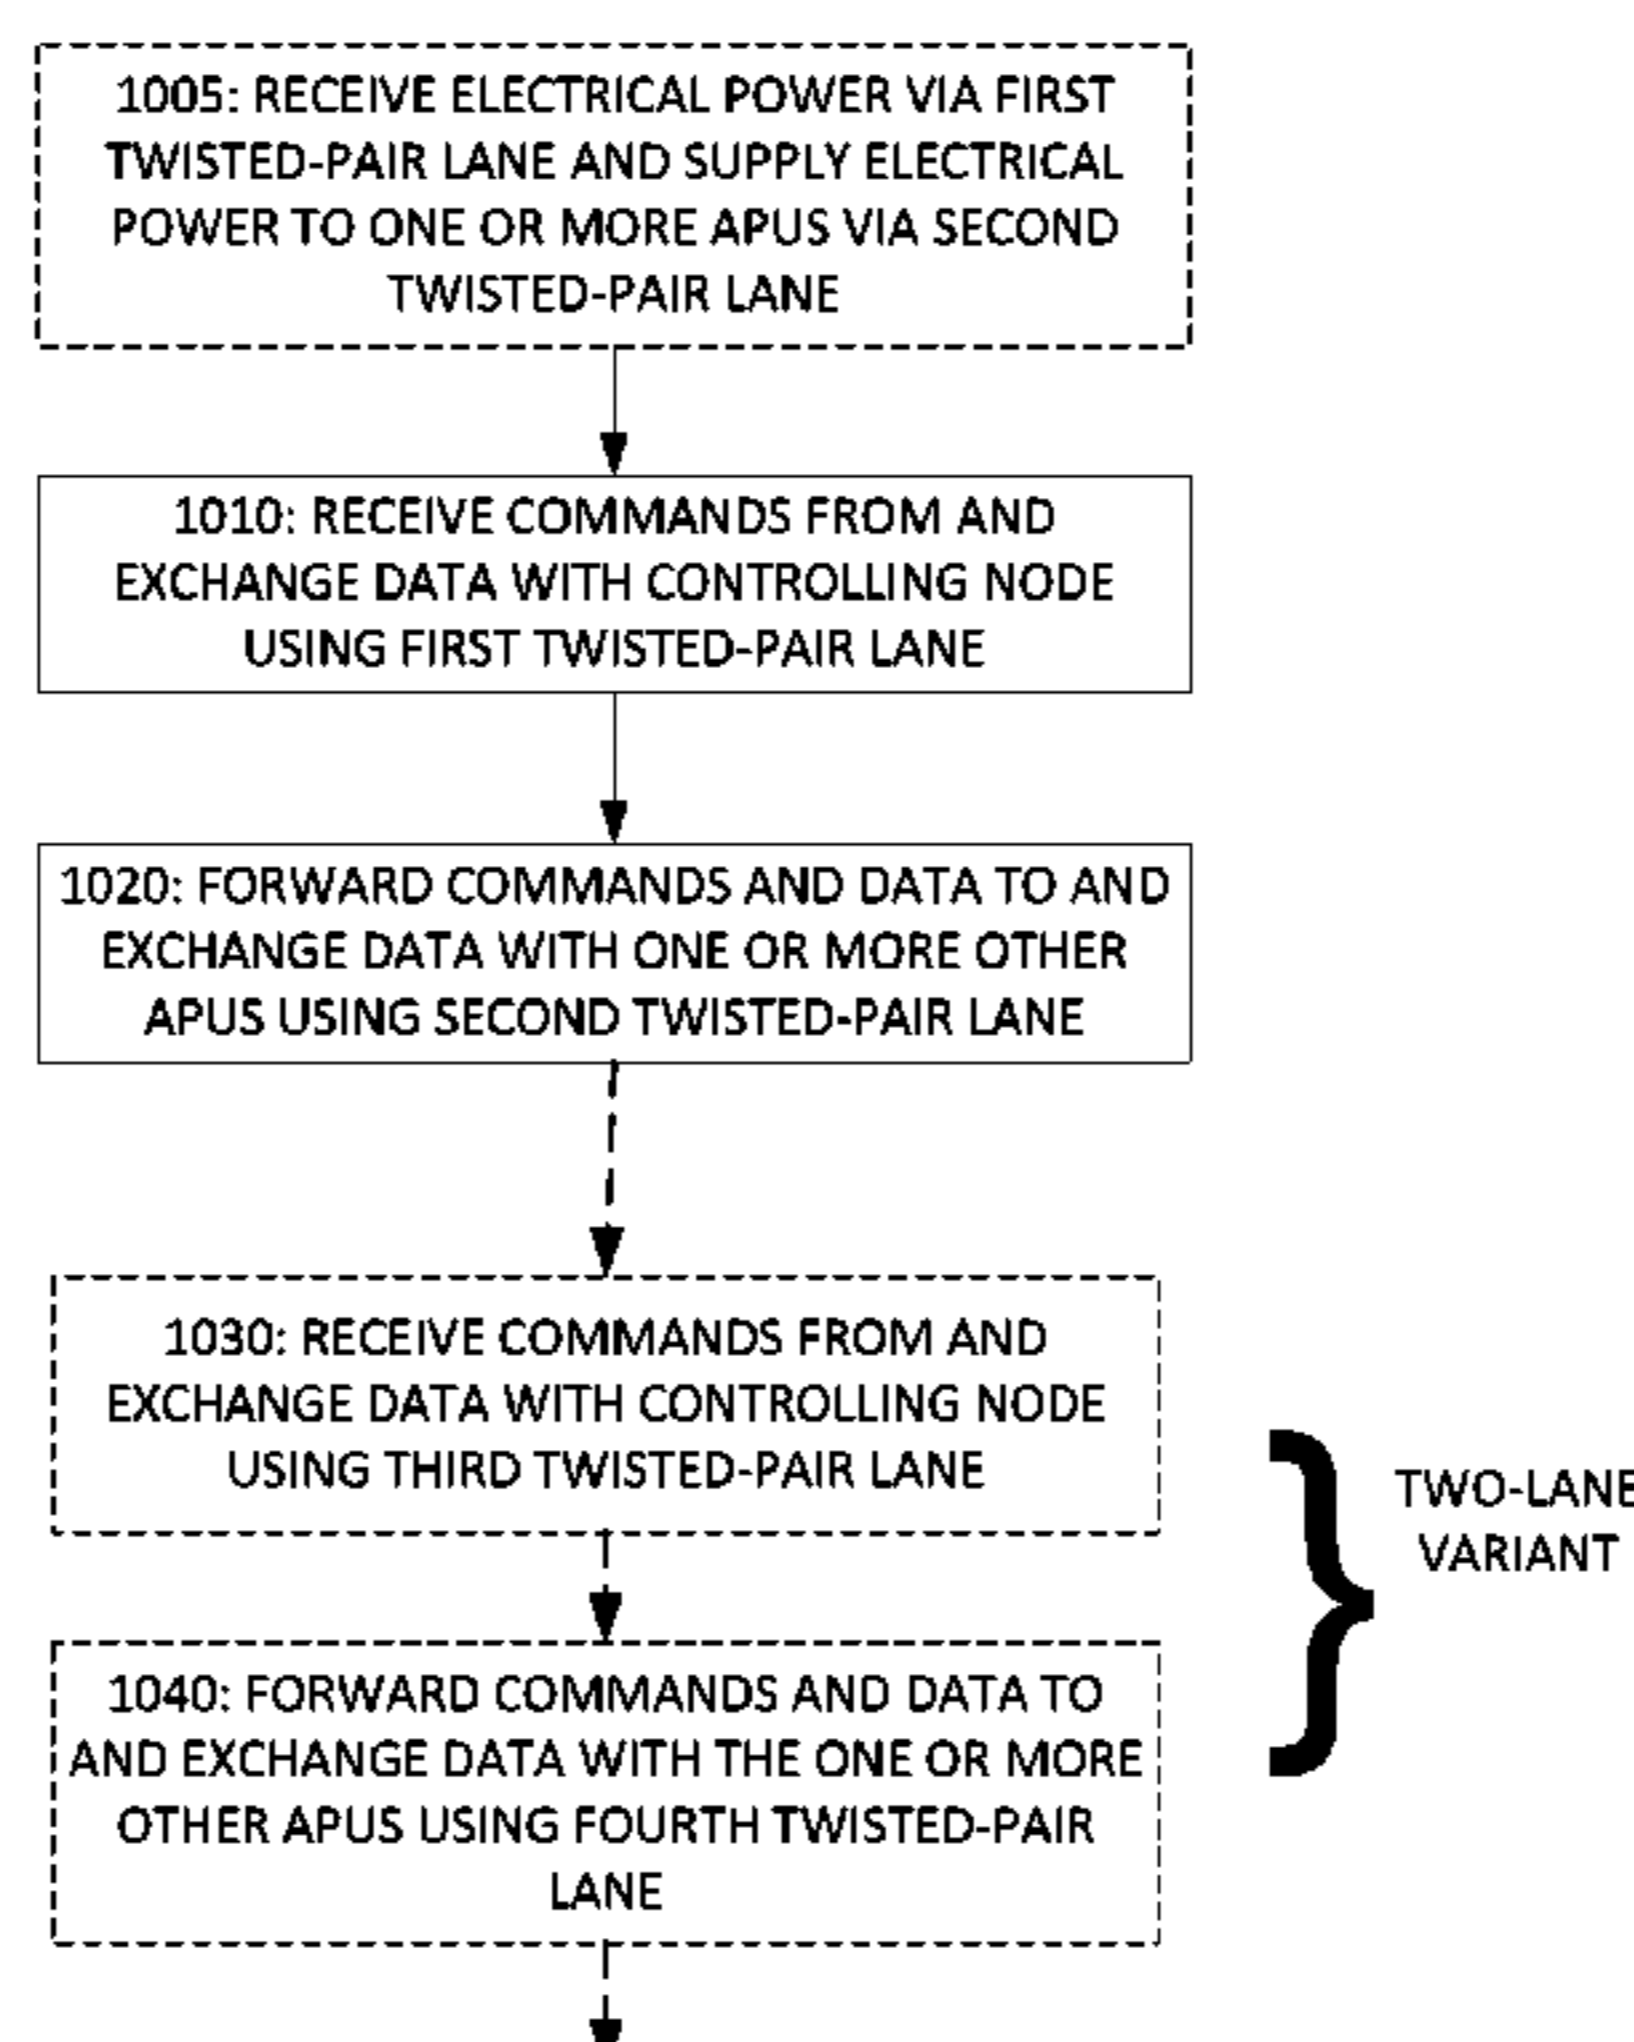 1005: RECEIVE ELECTRICAL POWER VIA FIRST
TWISTED-PAIR LANE AND SUPPLY ELECTRICAL
POWER TO ONE OR MORE APUS VIA SECOND
TWISTED-PAIR LANE
1010: RECEIVE COMMANDS FROM AND
EXCHANGE DATA WITH CONTROLLING NODE
USING FIRST TWISTED-PAIR LANE
1020: FORWARD COMMANDS AND DATA TO AND
EXCHANGE DATA WITH ONE OR MORE OTHER
APUS USING SECOND TWISTED-PAIR LANE
1030: RECEIVE COMMANDS FROM AND
EXCHANGE DATA WITH CONTROLLING NODE
USING THIRD TWISTED-PAIR LANE
TWO-LANE
VARIANT
1040: FORWARD COMMANDS AND DATA TO
AND EXCHANGE DATA WITH THE ONE OR MORE
OTHER APUS USING FOURTH TWISTED-PAIR
LANE